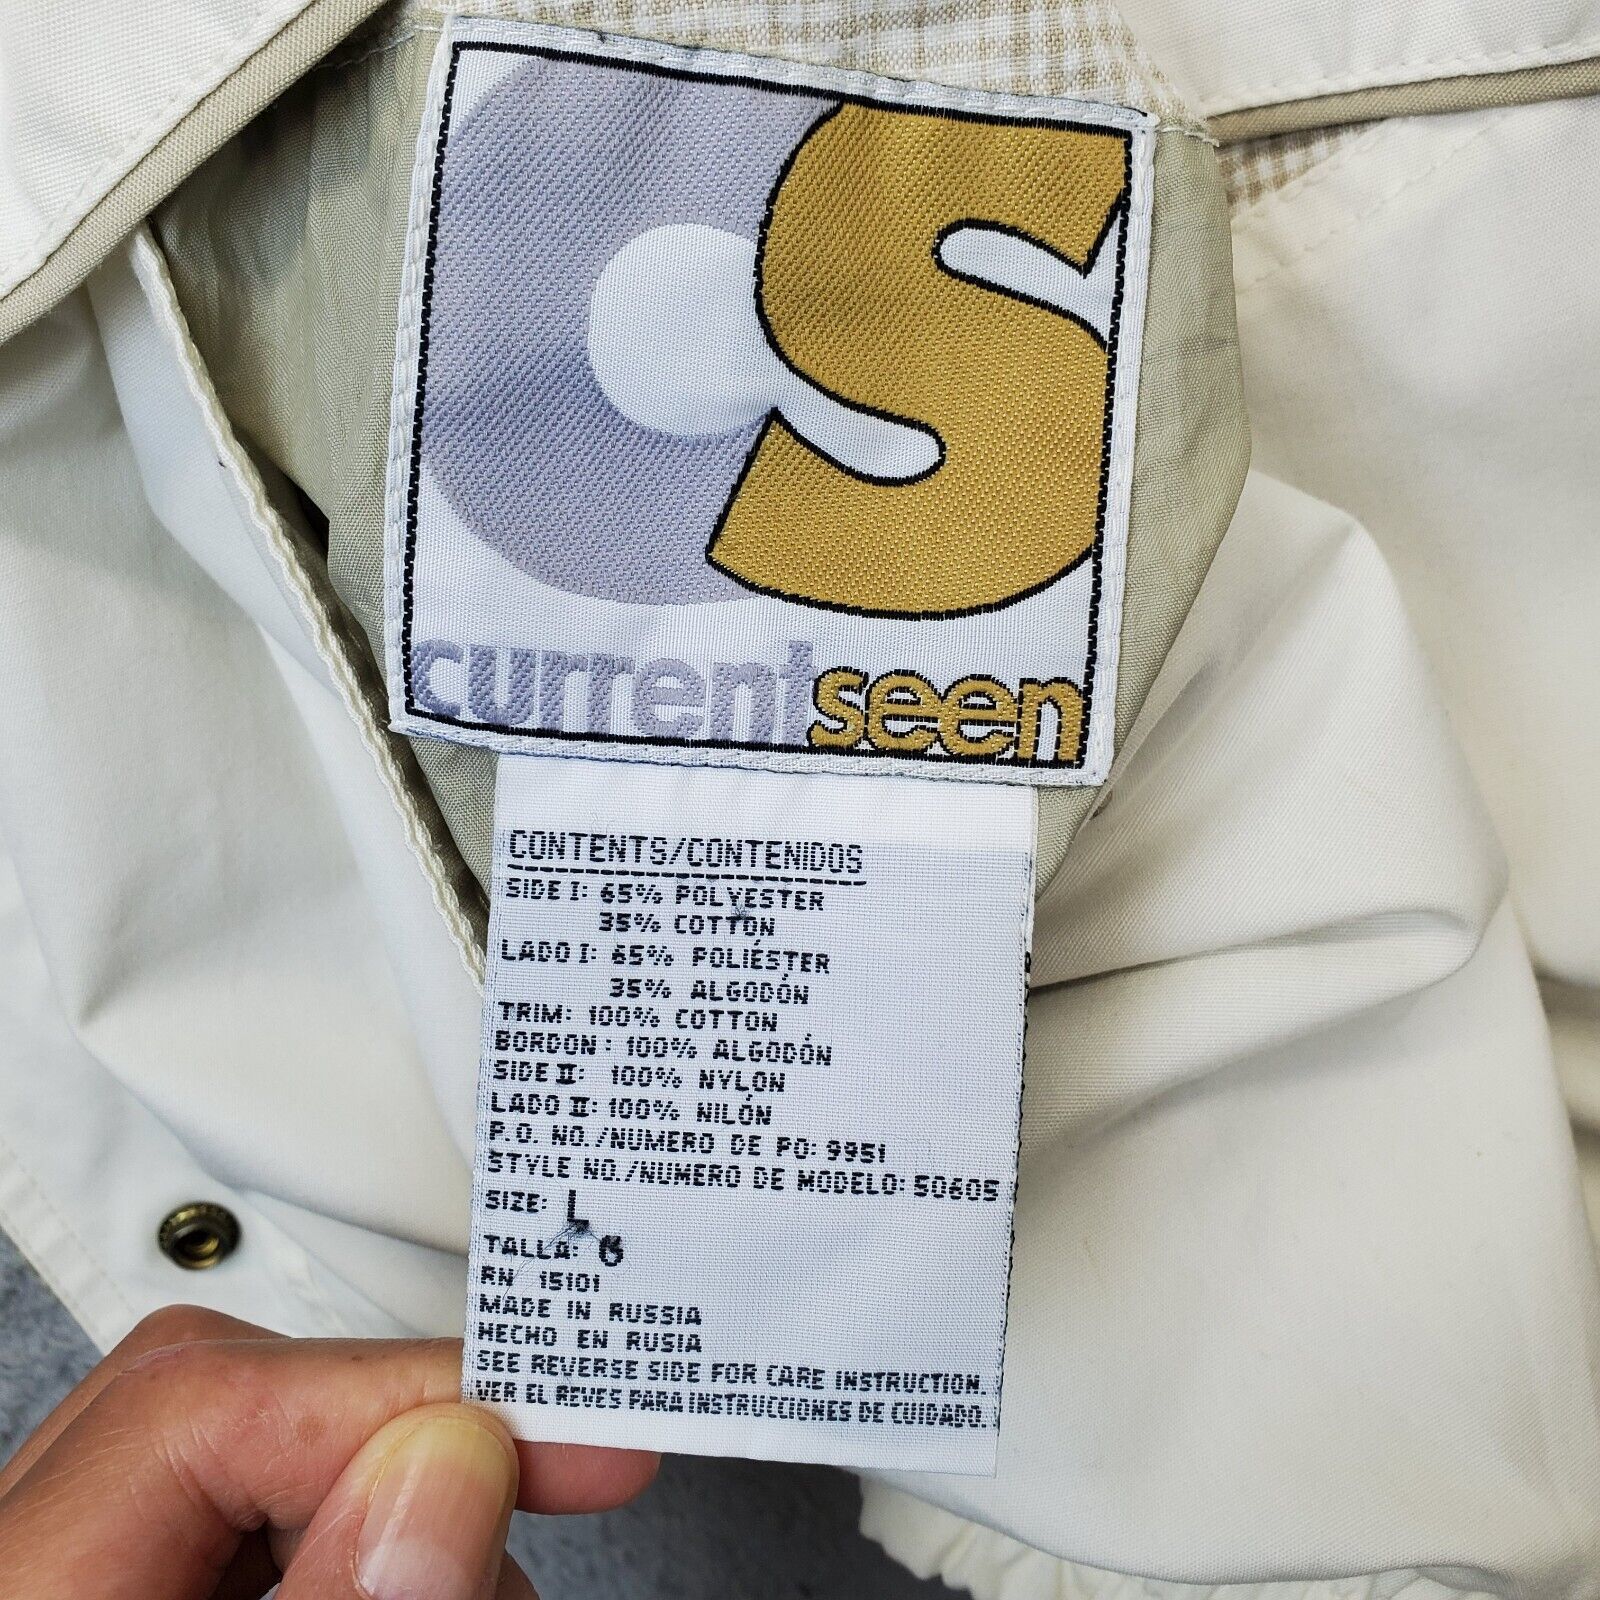 CS
currentseen
CONTENTS/CONTENIDOS
SIDE I: 65% POLYESTER
35% COTTON
LADO I: 65% POLIÉSTER
35% ALGODÓN
TRIM: 100% COTTON
BORDON: 100% ALGODÓN
SIDE II: 100% NYLON
LADO II: 100% NILÓN
P.O. NO./NUMERO DE PO: 9951
STYLE NO./NUMERO DE MODELO: 50605
SIZE: L
TALLA: G
RN 15101
MADE IN RUSSIA
HECHO EN RUSIA
SEE REVERSE SIDE FOR CARE INSTRUCTION.
VER EL REVES PARA INSTRUCCIONES DE CUIDADO.